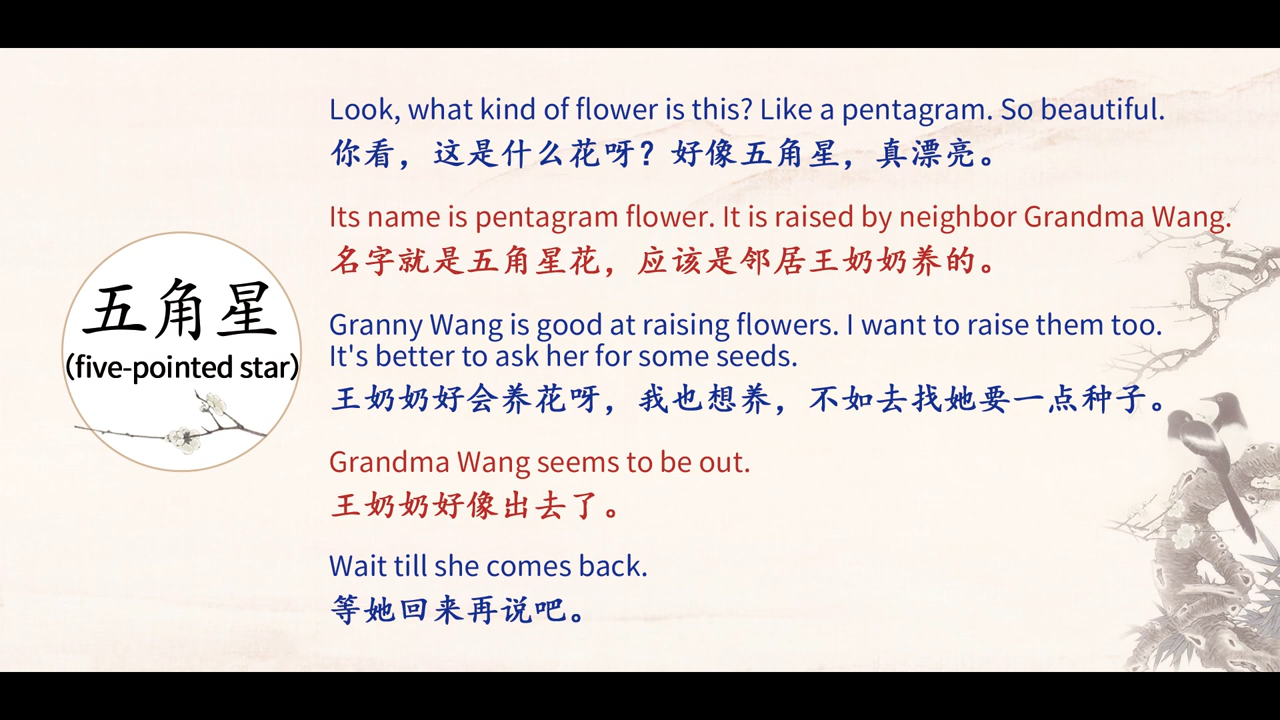 五角星
(five-pointed star)
Look, what kind of flower is this? Like a pentagram. So beautiful.
你看，这是什么花呀？好像五角星，真漂亮。
Its name is pentagram flower. It is raised by neighbor Grandma Wang.
名字就是五角星花，应该是邻居王奶奶养的。
Granny Wang is good at raising flowers. I want to raise them too.
It's better to ask her for some seeds.
王奶奶好会养花呀，我也想养，不如去找她要一点种子。
Grandma Wang seems to be out.
王奶奶好像出去了。
Wait till she comes back.
等她回来再说吧。